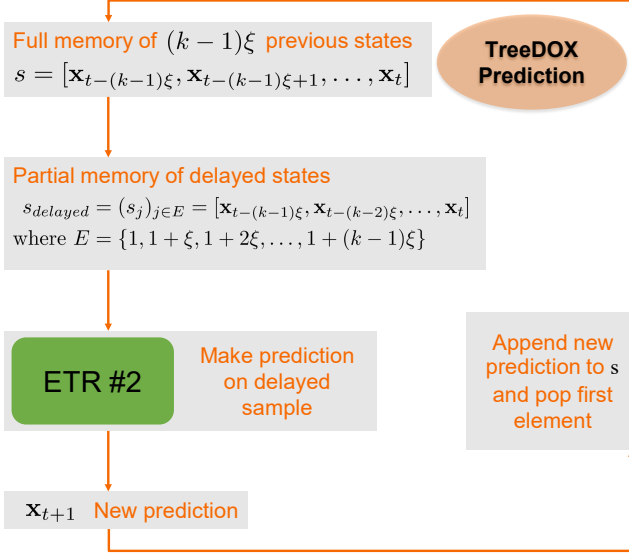 Full memory of (k − 1)ξ previous states
s = [x_{t−(k−1)ξ}, x_{t−(k−1)ξ+1}, . . . , x_t]
TreeDOX
Prediction
Partial memory of delayed states
s_{delayed} = (s_j)_{j∈E} = [x_{t−(k−1)ξ}, x_{t−(k−2)ξ}, . . . , x_t]
where E = {1, 1 + ξ, 1 + 2ξ, . . . , 1 + (k − 1)ξ}
ETR #2
Make prediction
on delayed
sample
Append new
prediction to s
and pop first
element
x_{t+1} New prediction